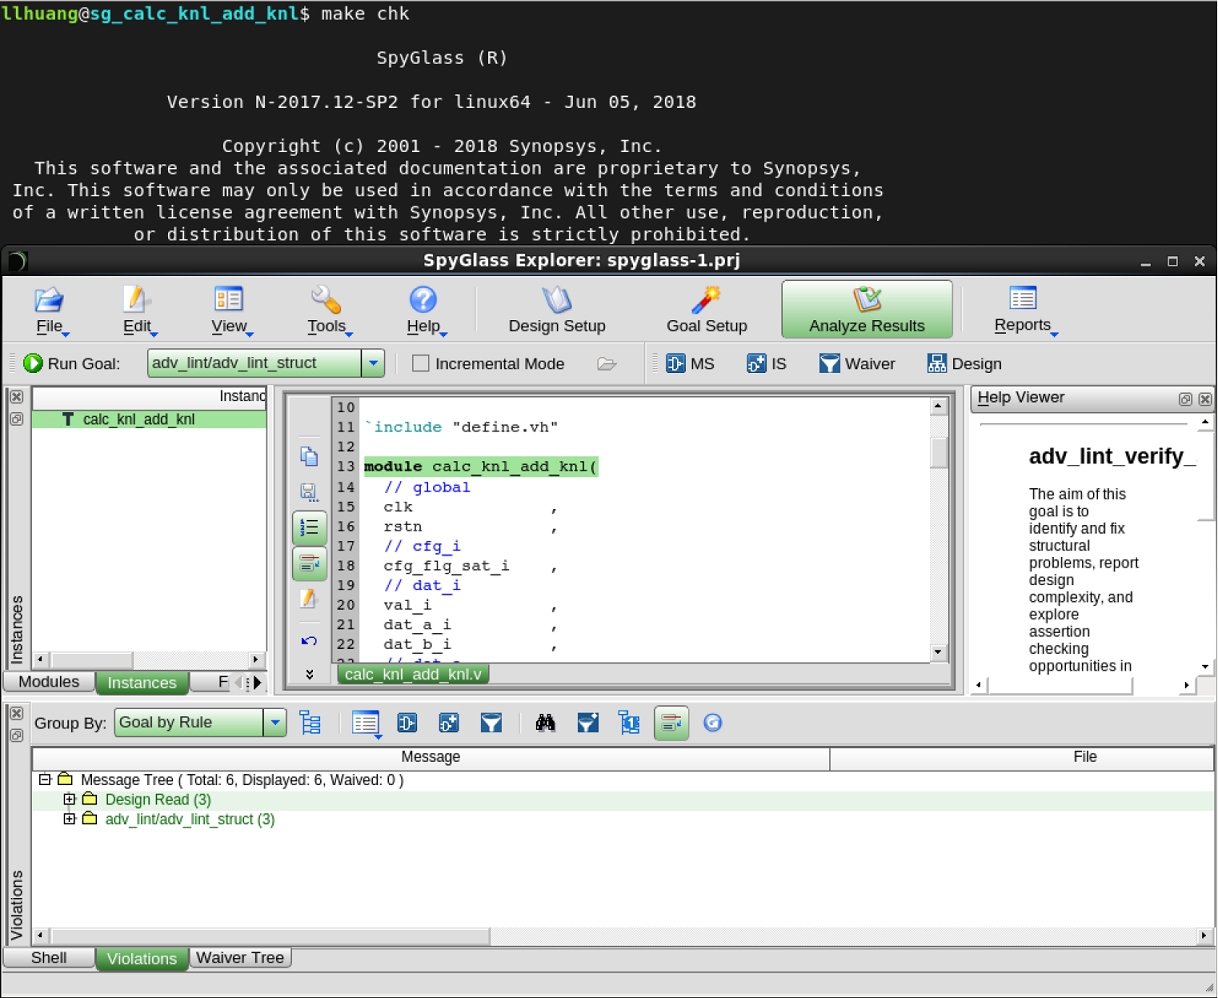 llhuang@sg_calc_knl_add_knl$ make chk
SpyGlass (R)
Version N-2017.12-SP2 for linux64 - Jun 05, 2018
Copyright (c) 2001 - 2018 Synopsys, Inc.
This software and the associated documentation are proprietary to Synopsys,
Inc. This software may only be used in accordance with the terms and conditions
of a written license agreement with Synopsys, Inc. All other use, reproduction,
or distribution of this software is strictly prohibited.
SpyGlass Explorer: spyglass-1.prj
File Edit View Tools Help Design Setup Goal Setup Analyze Results Reports
Run Goal: adv_lint/adv_lint_struct Incremental Mode MS IS Waiver Design
Instances
Instanc
T calc_knl_add_knl
Modules Instances F
10
11 `include "define.vh"
12
13 module calc_knl_add_knl(
14 // global
15 clk ,
16 rstn ,
17 // cfg_i
18 cfg_flg_sat_i ,
19 // dat_i
20 val_i ,
21 dat_a_i ,
22 dat_b_i ,
calc_knl_add_knl.v
Help Viewer
adv_lint_verify_
The aim of this
goal is to
identify and fix
structural
problems, report
design
complexity, and
explore
assertion
checking
opportunities in
Violations
Group By: Goal by Rule
Message File
Message Tree ( Total: 6, Displayed: 6, Waived: 0 )
Design Read (3)
adv_lint/adv_lint_struct (3)
Shell Violations Waiver Tree